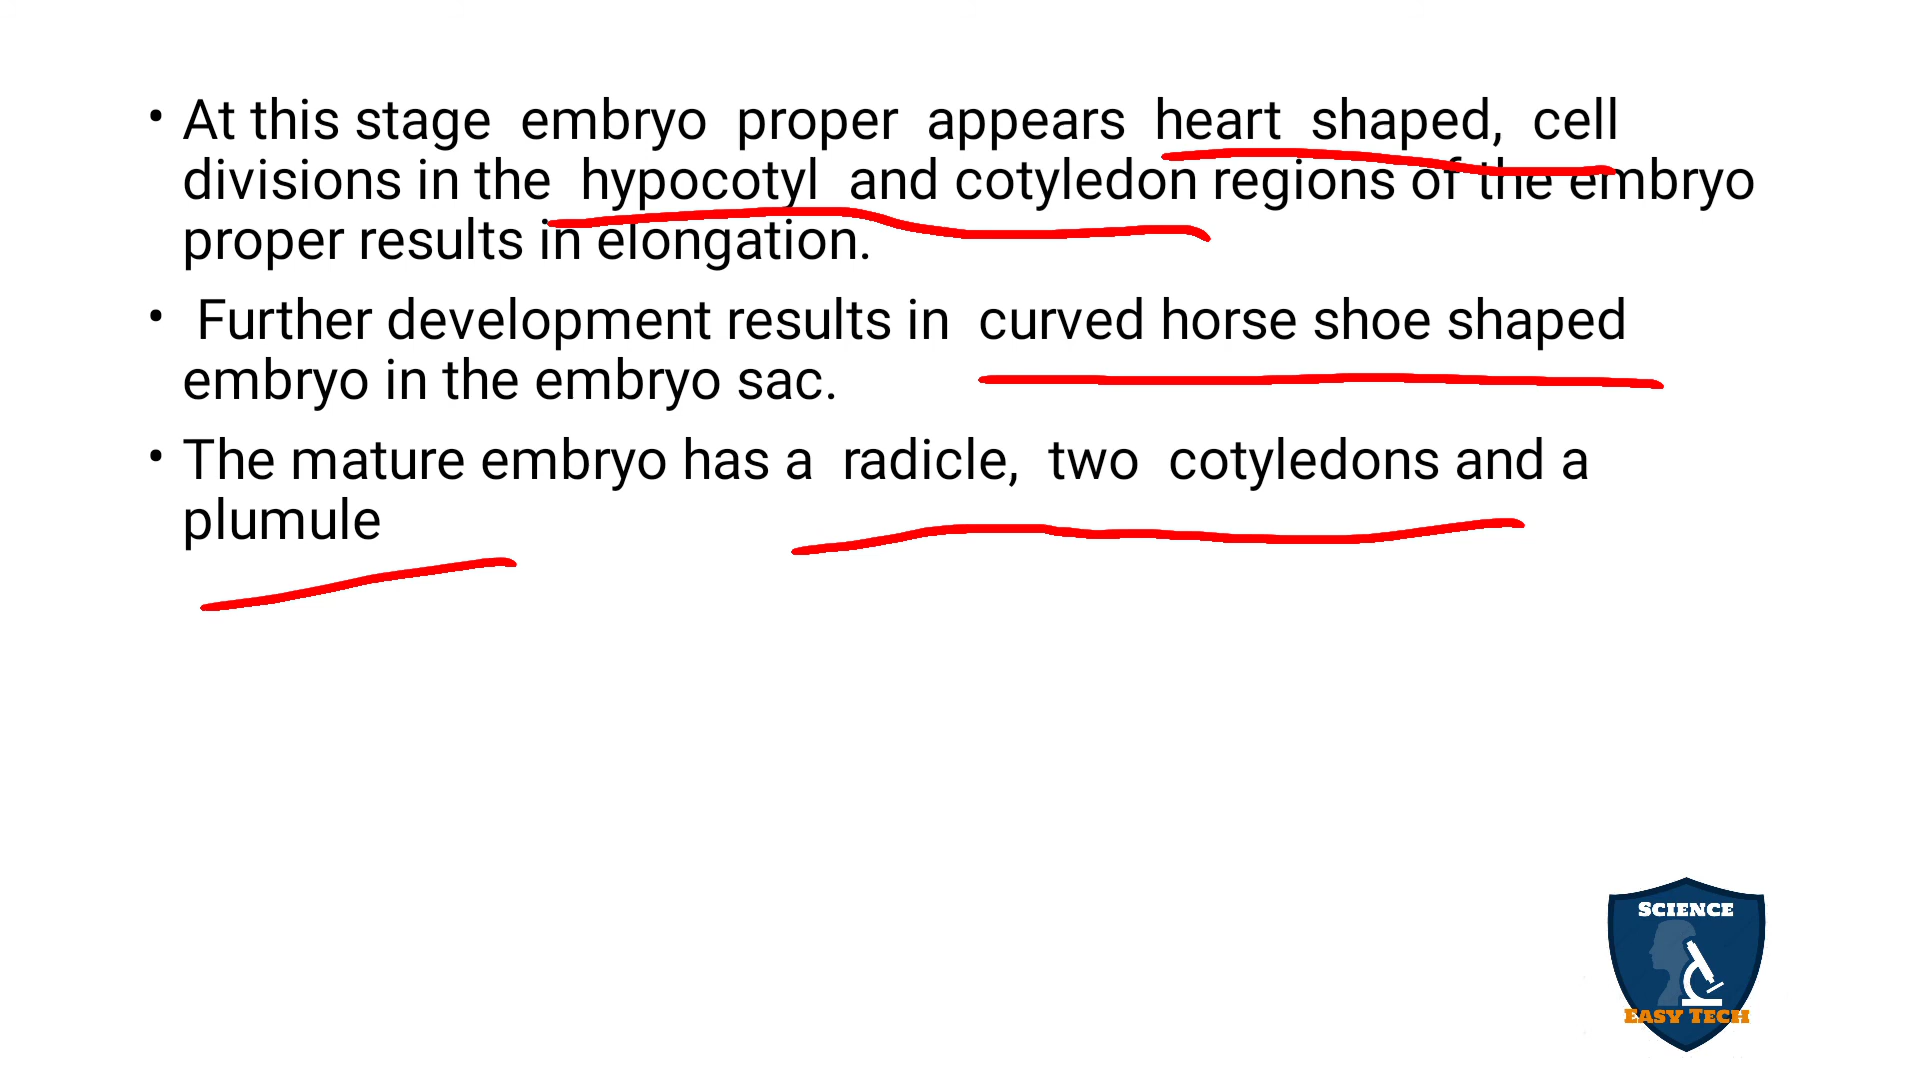 • At this stage embryo proper appears heart shaped, cell
divisions in the hypocotyl and cotyledon regions of the embryo
proper results in elongation.
• Further development results in curved horse shoe shaped
embryo in the embryo sac.
• The mature embryo has a radicle, two cotyledons and a
plumule
SCIENCE
EASY TECH